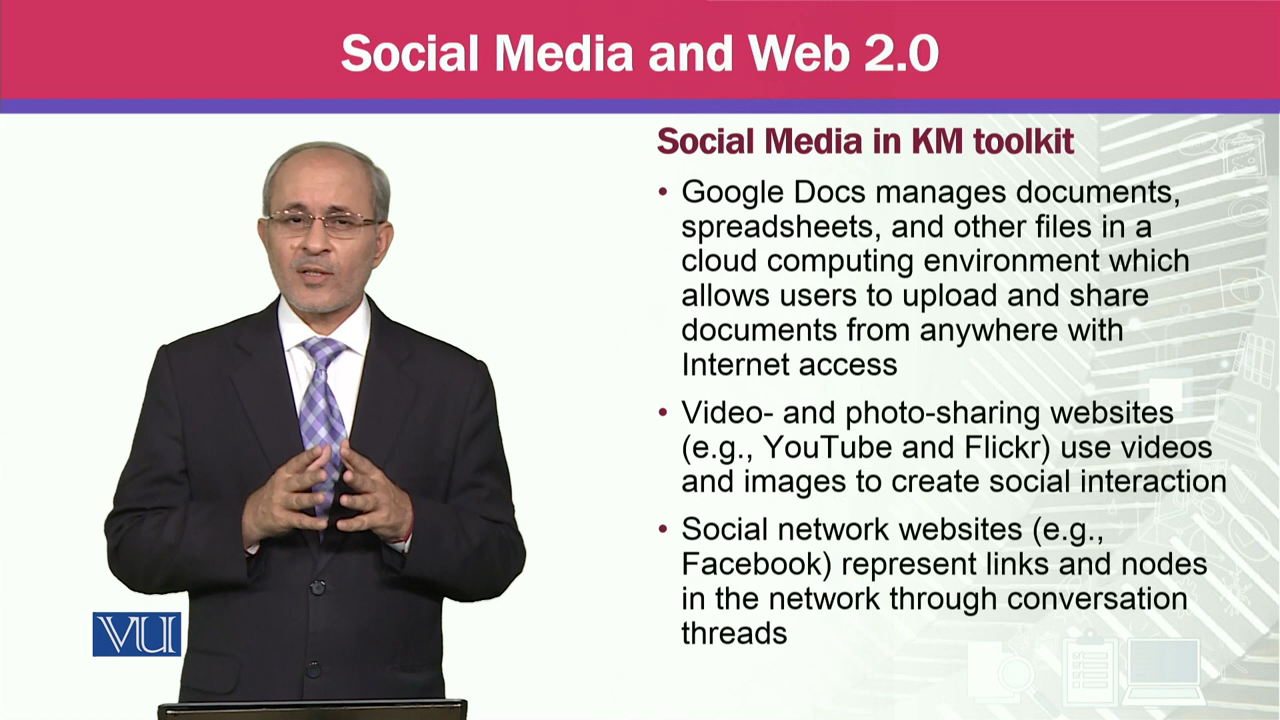 Social Media and Web 2.0
Social Media in KM toolkit
• Google Docs manages documents,
spreadsheets, and other files in a
cloud computing environment which
allows users to upload and share
documents from anywhere with
Internet access
• Video- and photo-sharing websites
(e.g., YouTube and Flickr) use videos
and images to create social interaction
• Social network websites (e.g.,
Facebook) represent links and nodes
in the network through conversation
threads
VU